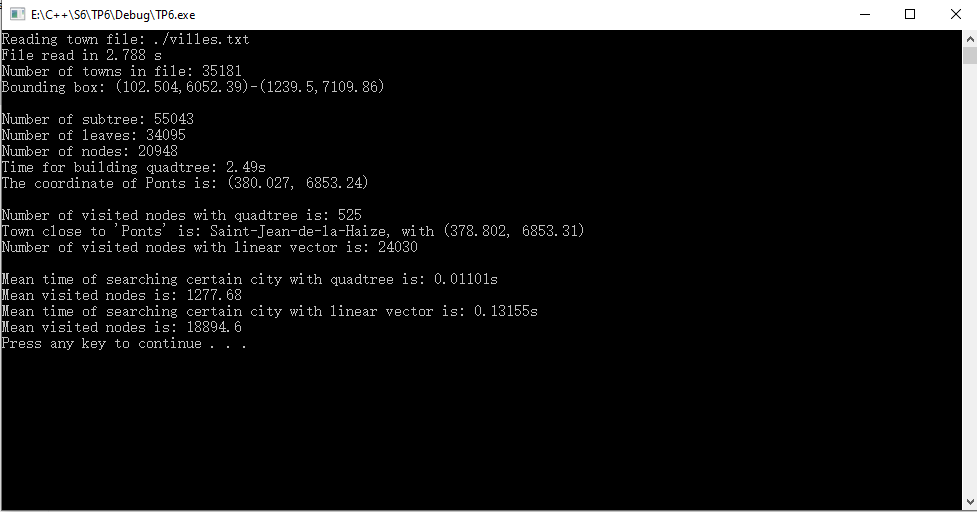 E:\C++\S6\TP6\Debug\TP6.exe
Reading town file: ./villes.txt
File read in 2.788 s
Number of towns in file: 35181
Bounding box: (102.504,6052.39)-(1239.5,7109.86)
Number of subtree: 55043
Number of leaves: 34095
Number of nodes: 20948
Time for building quadtree: 2.49s
The coordinate of Ponts is: (380.027, 6853.24)
Number of visited nodes with quadtree is: 525
Town close to 'Ponts' is: Saint-Jean-de-la-Haize, with (378.802, 6853.31)
Number of visited nodes with linear vector is: 24030
Mean time of searching certain city with quadtree is: 0.01101s
Mean visited nodes is: 1277.68
Mean time of searching certain city with linear vector is: 0.13155s
Mean visited nodes is: 18894.6
Press any key to continue . . .